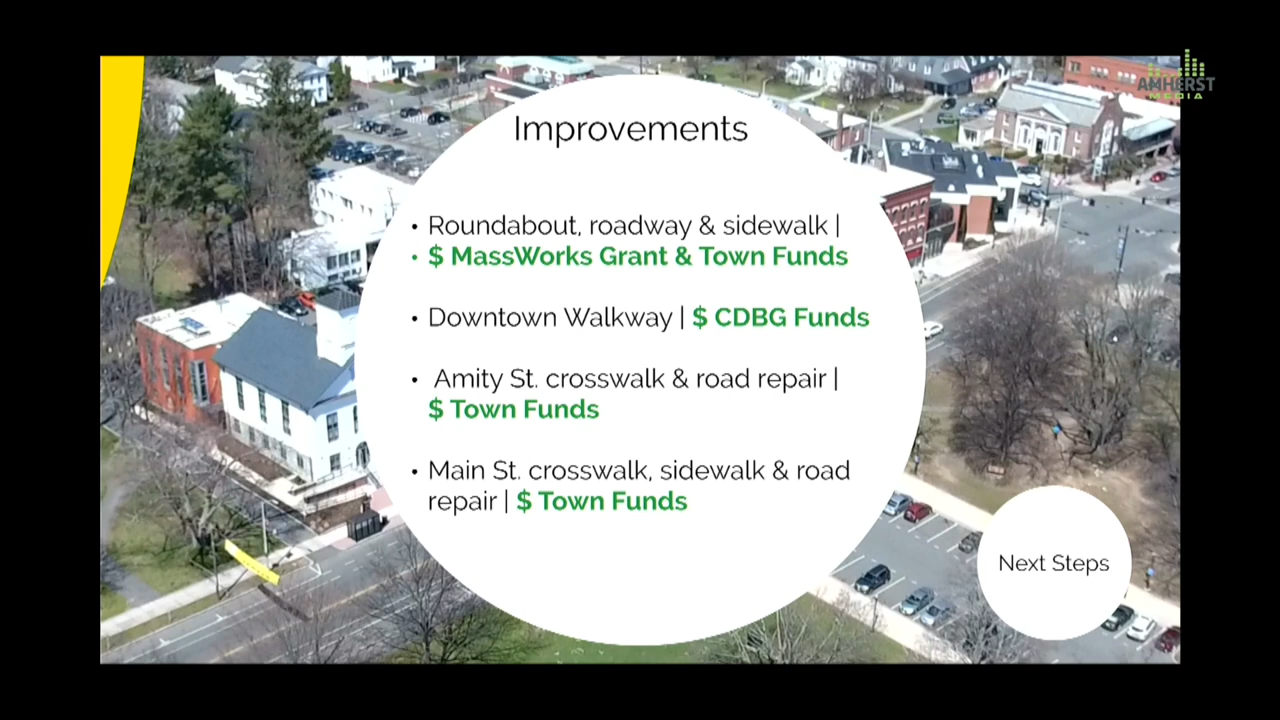 AMHERST
MEDIA
Improvements
• Roundabout, roadway & sidewalk |
• $ MassWorks Grant & Town Funds
• Downtown Walkway | $ CDBG Funds
• Amity St. crosswalk & road repair |
$ Town Funds
• Main St. crosswalk, sidewalk & road
repair | $ Town Funds
Next Steps